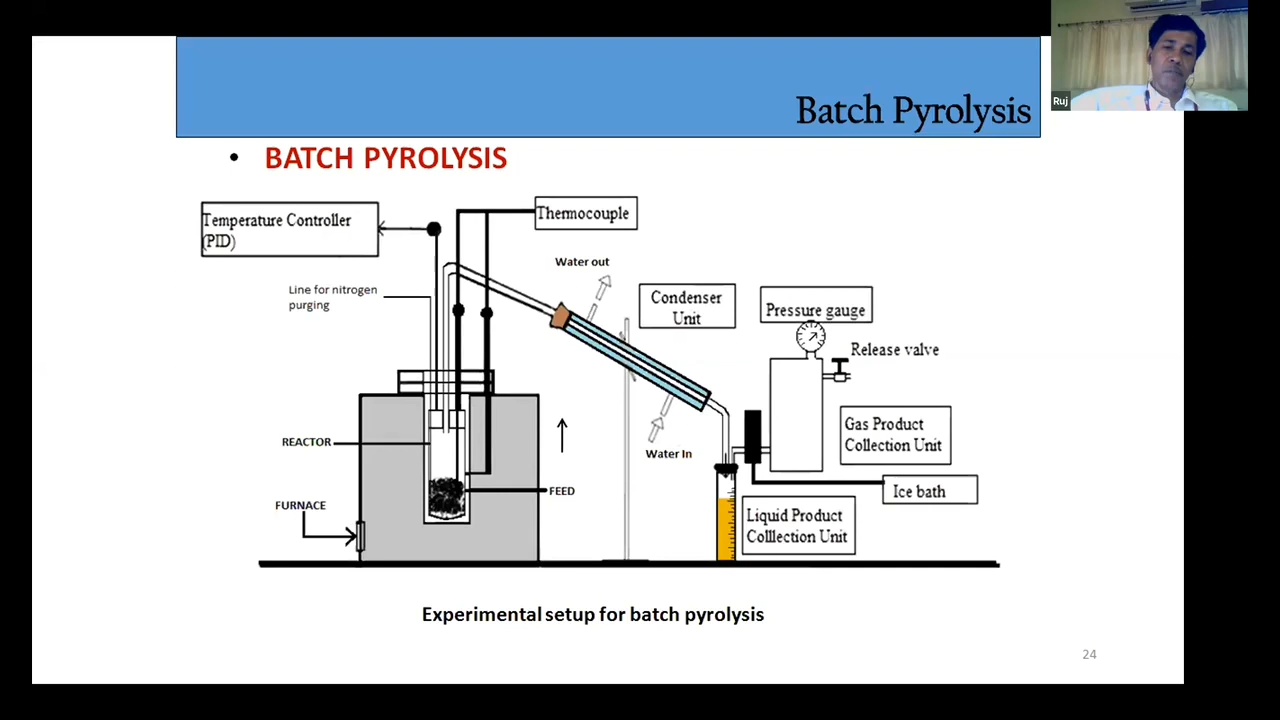 Ruj
Batch Pyrolysis
• BATCH PYROLYSIS
Temperature Controller
(PID)
Thermocouple
Line for nitrogen
purging
Water out
Condenser
Unit
Pressure gauge
Release valve
REACTOR
Water In
Gas Product
Collection Unit
FEED
Ice bath
FURNACE
Liquid Product
Colllection Unit
Experimental setup for batch pyrolysis
24